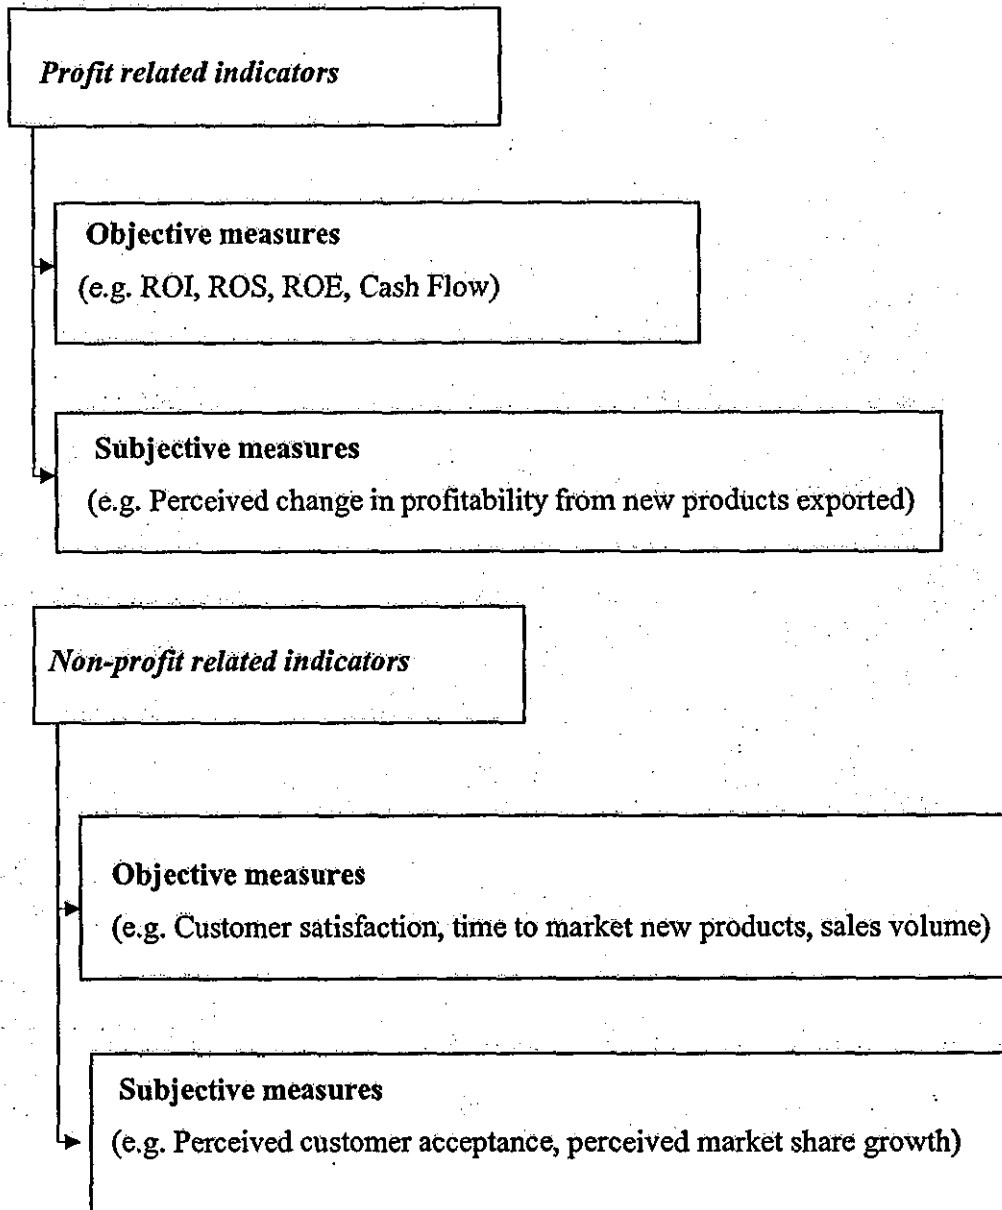 Profit related indicators
Objective measures
(e.g. ROI, ROS, ROE, Cash Flow)
Subjective measures
(e.g. Perceived change in profitability from new products exported)
Non-profit related indicators
Objective measures
(e.g. Customer satisfaction, time to market new products, sales volume)
Subjective measures
(e.g. Perceived customer acceptance, perceived market share growth)